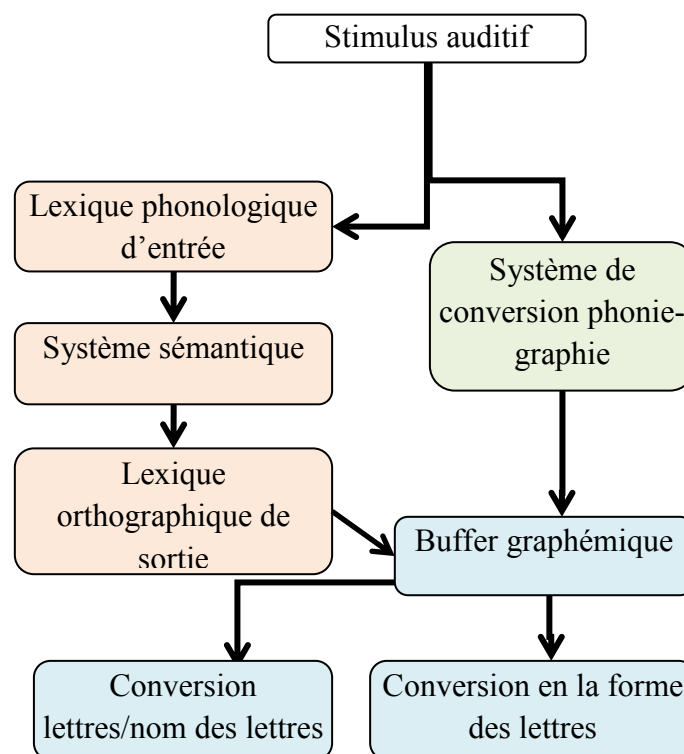 Stimulus auditif
Lexique phonologique
d’entrée
Système de
conversion phonie-
graphie
Système sémantique
Lexique
orthographique de
sortie
Buffer graphémique
Conversion
lettres/nom des lettres
Conversion en la forme
des lettres